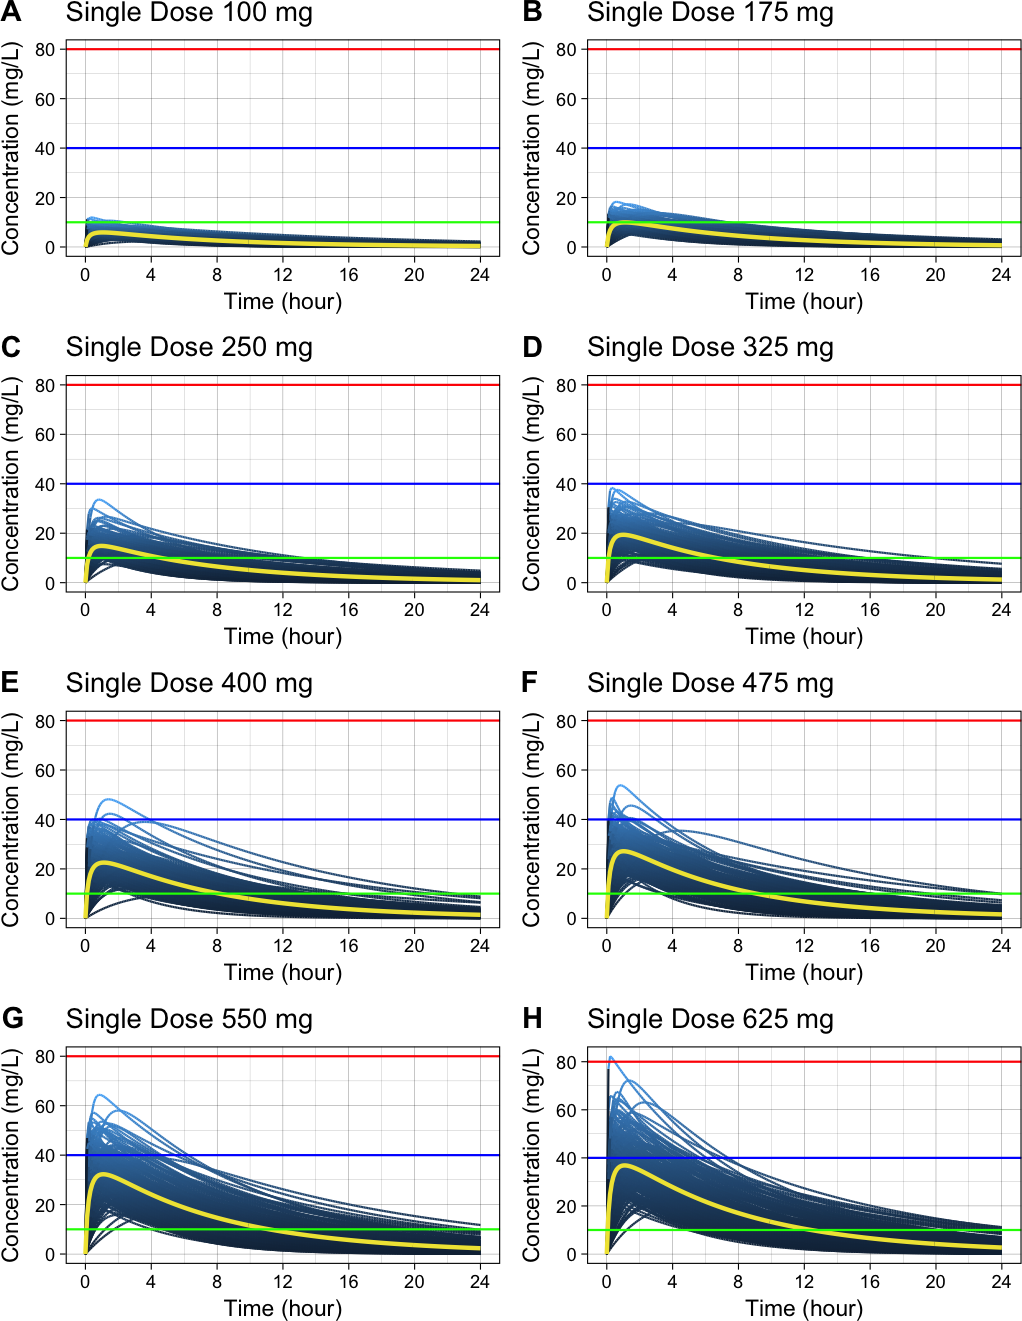 A Single Dose 100 mg
Concentration (mg/L)
80
60
40
20
0
0 4 8 12 16 20 24
Time (hour)
B Single Dose 175 mg
Concentration (mg/L)
80
60
40
20
0
0 4 8 12 16 20 24
Time (hour)
C Single Dose 250 mg
Concentration (mg/L)
80
60
40
20
0
0 4 8 12 16 20 24
Time (hour)
D Single Dose 325 mg
Concentration (mg/L)
80
60
40
20
0
0 4 8 12 16 20 24
Time (hour)
E Single Dose 400 mg
Concentration (mg/L)
80
60
40
20
0
0 4 8 12 16 20 24
Time (hour)
F Single Dose 475 mg
Concentration (mg/L)
80
60
40
20
0
0 4 8 12 16 20 24
Time (hour)
G Single Dose 550 mg
Concentration (mg/L)
80
60
40
20
0
0 4 8 12 16 20 24
Time (hour)
H Single Dose 625 mg
Concentration (mg/L)
80
60
40
20
0
0 4 8 12 16 20 24
Time (hour)